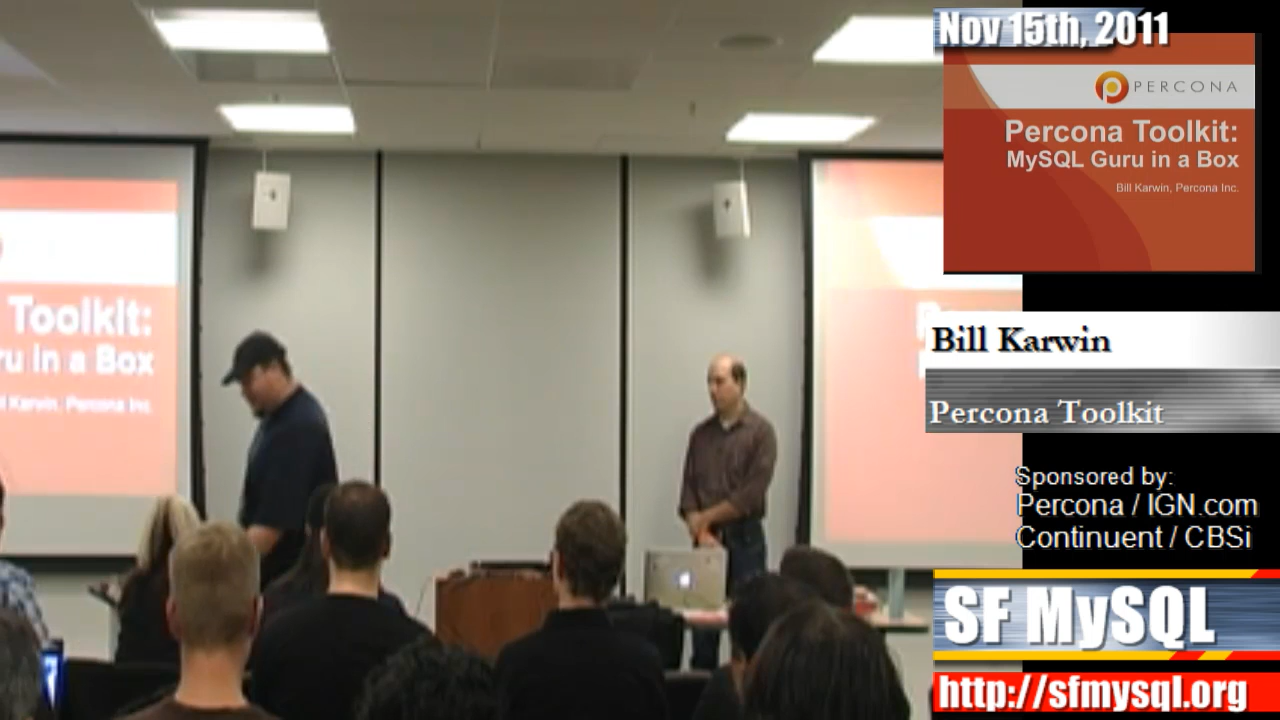 Nov 15th, 2011
PERCONA
Percona Toolkit:
MySQL Guru in a Box
Bill Karwin, Percona Inc.
Toolkit:
ru in a Box
Karwin, Percona Inc.
Bill Karwin
Percona Toolkit
Sponsored by:
Percona / IGN.com
Continuent / CBSi
SF MySQL
http://sfmysql.org